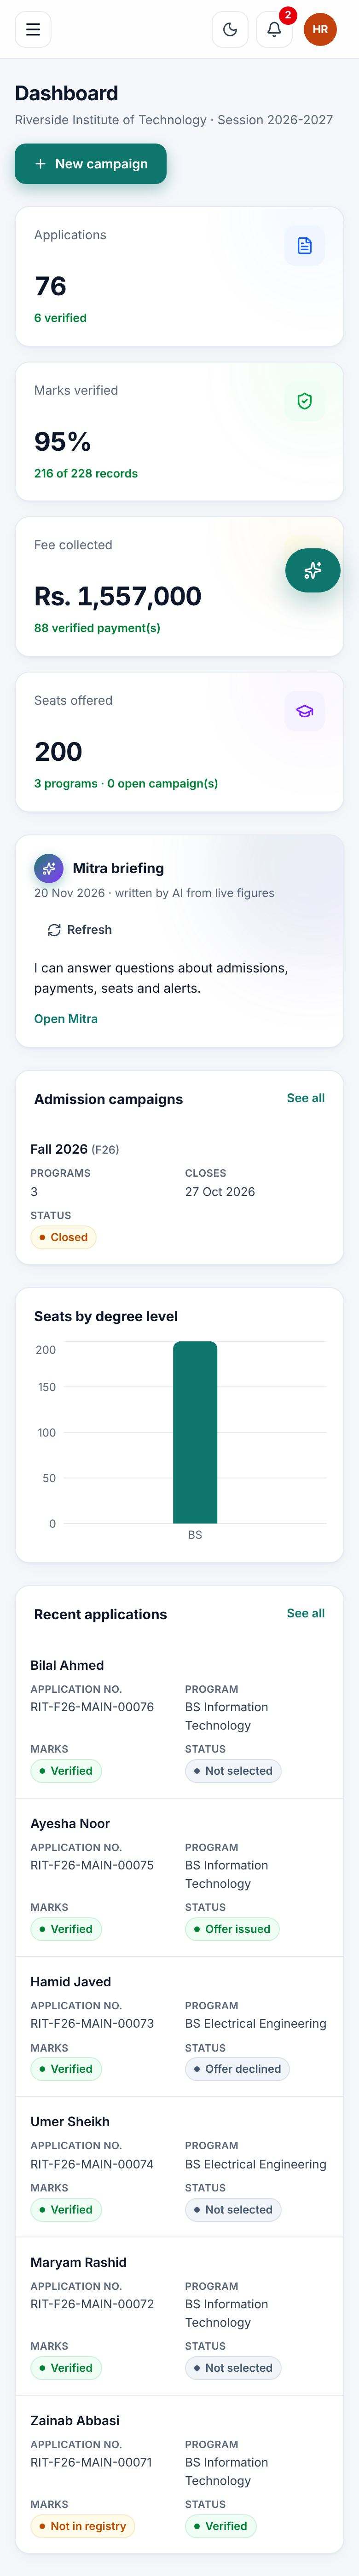 2
HR
Dashboard
Riverside Institute of Technology · Session 2026-2027
+ New campaign
Applications
76
6 verified
Marks verified
95%
216 of 228 records
Fee collected
Rs. 1,557,000
88 verified payment(s)
Seats offered
200
3 programs · 0 open campaign(s)
Mitra briefing
20 Nov 2026 · written by AI from live figures
Refresh
I can answer questions about admissions,
payments, seats and alerts.
Open Mitra
Admission campaigns See all
Fall 2026 (F26)
PROGRAMS CLOSES
3 27 Oct 2026
STATUS
Closed
Seats by degree level
200
150
100
50
0
BS
Recent applications See all
Bilal Ahmed
APPLICATION NO. PROGRAM
RIT-F26-MAIN-00076 BS Information
Technology
MARKS STATUS
Verified Not selected
Ayesha Noor
APPLICATION NO. PROGRAM
RIT-F26-MAIN-00075 BS Information
Technology
MARKS STATUS
Verified Offer issued
Hamid Javed
APPLICATION NO. PROGRAM
RIT-F26-MAIN-00073 BS Electrical Engineering
MARKS STATUS
Verified Offer declined
Umer Sheikh
APPLICATION NO. PROGRAM
RIT-F26-MAIN-00074 BS Electrical Engineering
MARKS STATUS
Verified Not selected
Maryam Rashid
APPLICATION NO. PROGRAM
RIT-F26-MAIN-00072 BS Information
Technology
MARKS STATUS
Verified Not selected
Zainab Abbasi
APPLICATION NO. PROGRAM
RIT-F26-MAIN-00071 BS Information
Technology
MARKS STATUS
Not in registry Verified